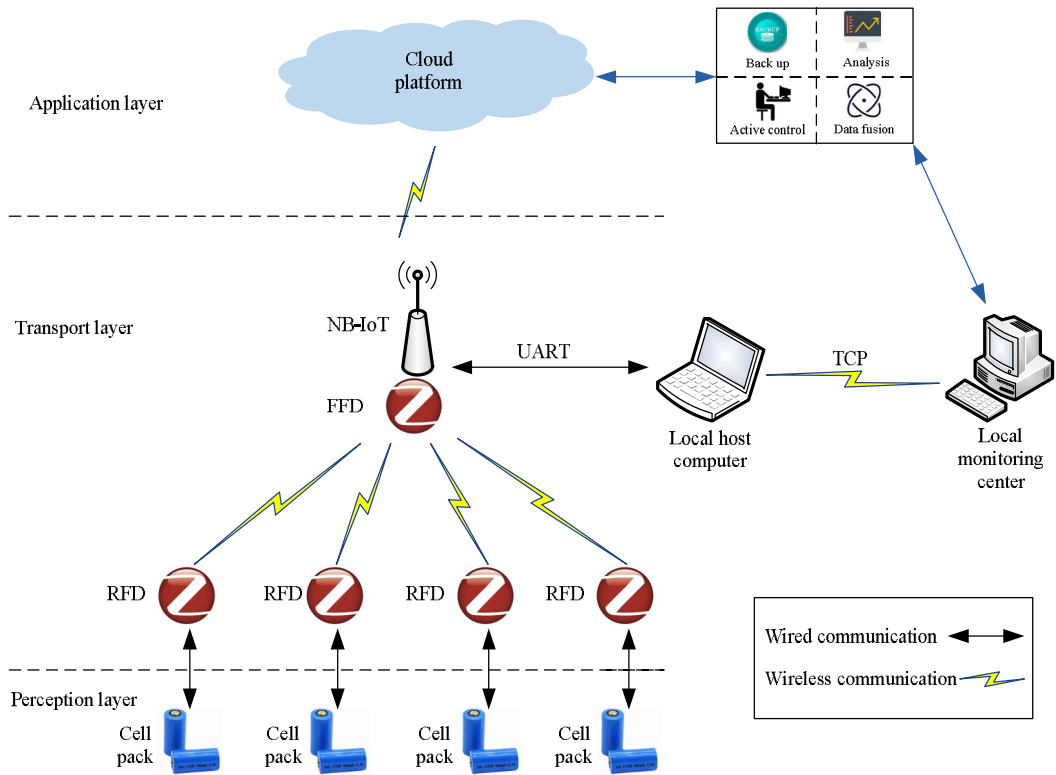 Cloud
platform
BACKUP
Back up
Analysis
Active control
Data fusion
Application layer
Transport layer
NB-IoT
UART
TCP
FFD
Local host
computer
Local
monitoring
center
RFD
RFD
RFD
RFD
Wired communication
Wireless communication
Perception layer
Cell
pack
Cell
pack
Cell
pack
Cell
pack